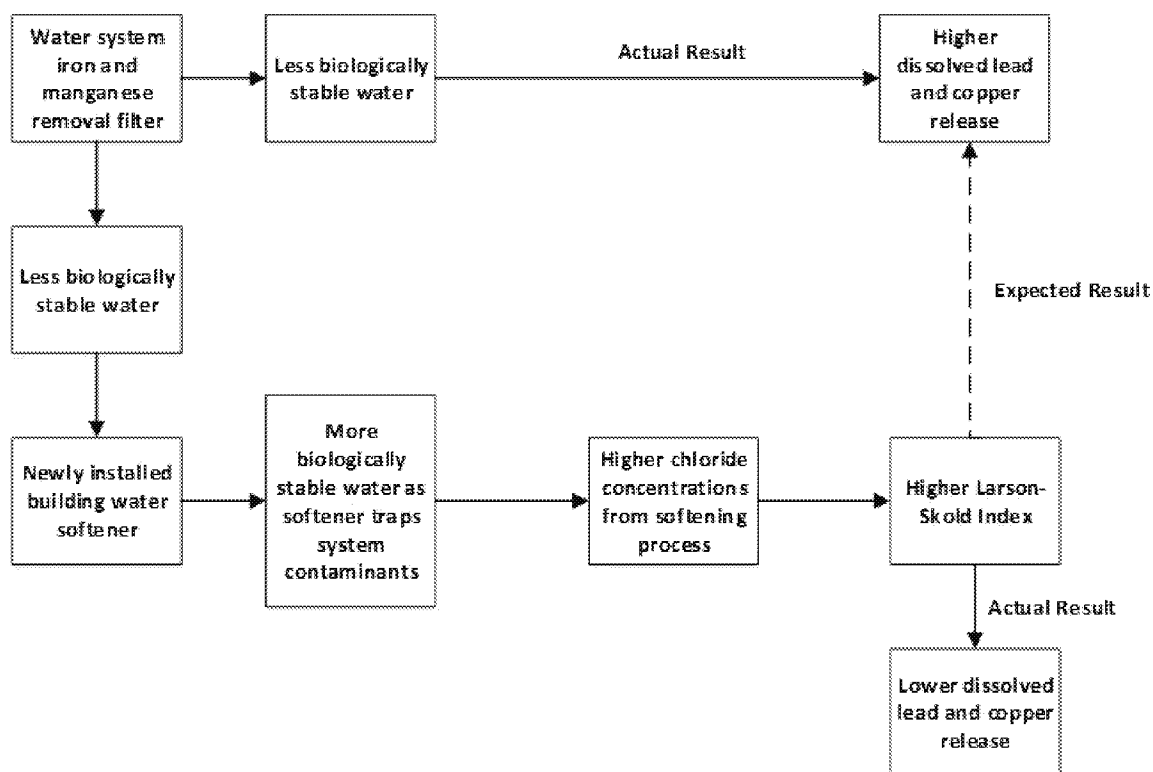 Water system
iron and
manganese
removal filter
Less biologically
stable water
Actual Result
Higher
dissolved lead
and copper
release
Less biologically
stable water
Expected Result
Newly installed
building water
softener
More
biologically
stable water as
softener traps
system
contaminants
Higher chloride
concentrations
from softening
process
Higher Larson-
Skold Index
Actual Result
Lower dissolved
lead and copper
release